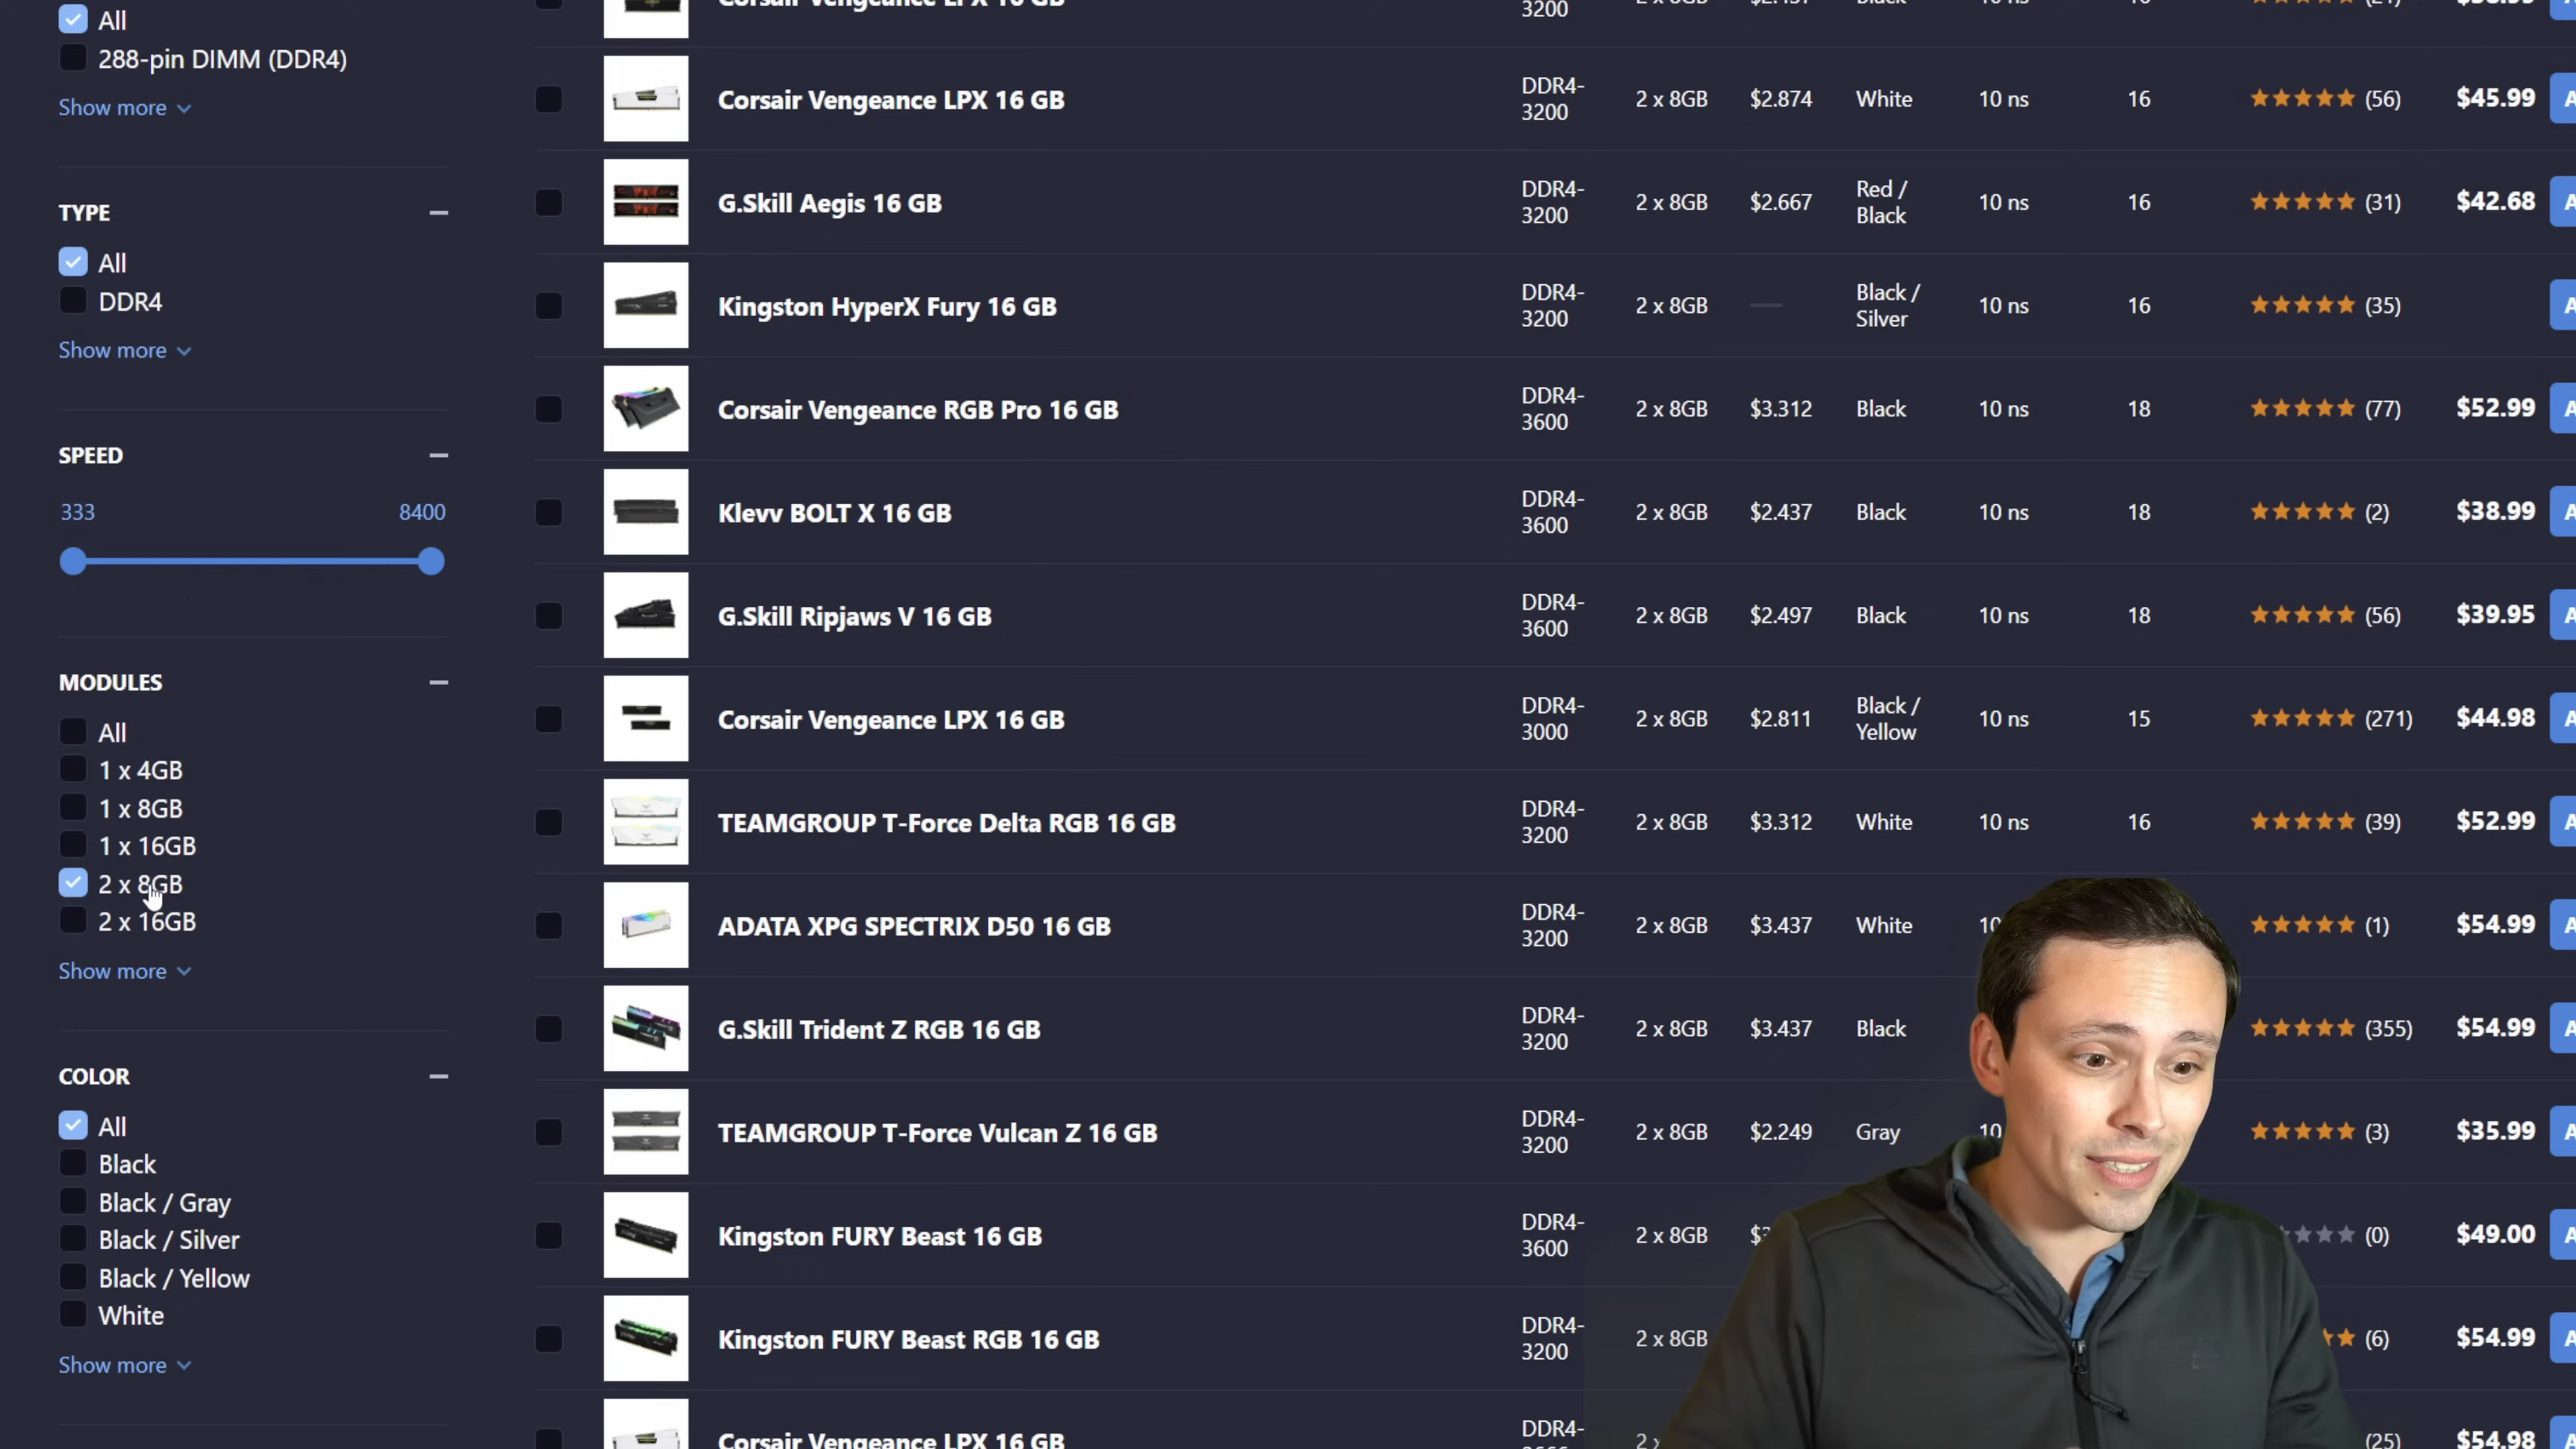 All
288-pin DIMM (DDR4)
Show more
TYPE
All
DDR4
Show more
SPEED
333 8400
MODULES
All
1 x 4GB
1 x 8GB
1 x 16GB
2 x 8GB
2 x 16GB
Show more
COLOR
All
Black
Black / Gray
Black / Silver
Black / Yellow
White
Show more
Corsair Vengeance LPX 16 GB 3200
Corsair Vengeance LPX 16 GB DDR4-3200 2 x 8GB $2.874 White 10 ns 16 (56) $45.99
G.Skill Aegis 16 GB DDR4-3200 2 x 8GB $2.667 Red / Black 10 ns 16 (31) $42.68
Kingston HyperX Fury 16 GB DDR4-3200 2 x 8GB — Black / Silver 10 ns 16 (35)
Corsair Vengeance RGB Pro 16 GB DDR4-3600 2 x 8GB $3.312 Black 10 ns 18 (77) $52.99
Klevv BOLT X 16 GB DDR4-3600 2 x 8GB $2.437 Black 10 ns 18 (2) $38.99
G.Skill Ripjaws V 16 GB DDR4-3600 2 x 8GB $2.497 Black 10 ns 18 (56) $39.95
Corsair Vengeance LPX 16 GB DDR4-3000 2 x 8GB $2.811 Black / Yellow 10 ns 15 (271) $44.98
TEAMGROUP T-Force Delta RGB 16 GB DDR4-3200 2 x 8GB $3.312 White 10 ns 16 (39) $52.99
ADATA XPG SPECTRIX D50 16 GB DDR4-3200 2 x 8GB $3.437 White 10 (1) $54.99
G.Skill Trident Z RGB 16 GB DDR4-3200 2 x 8GB $3.437 Black (355) $54.99
TEAMGROUP T-Force Vulcan Z 16 GB DDR4-3200 2 x 8GB $2.249 Gray 10 (3) $35.99
Kingston FURY Beast 16 GB DDR4-3600 2 x 8GB (0) $49.00
Kingston FURY Beast RGB 16 GB DDR4-3200 2 x 8GB (6) $54.99
Corsair Vengeance LPX 16 GB DDR4- (25) $54.98